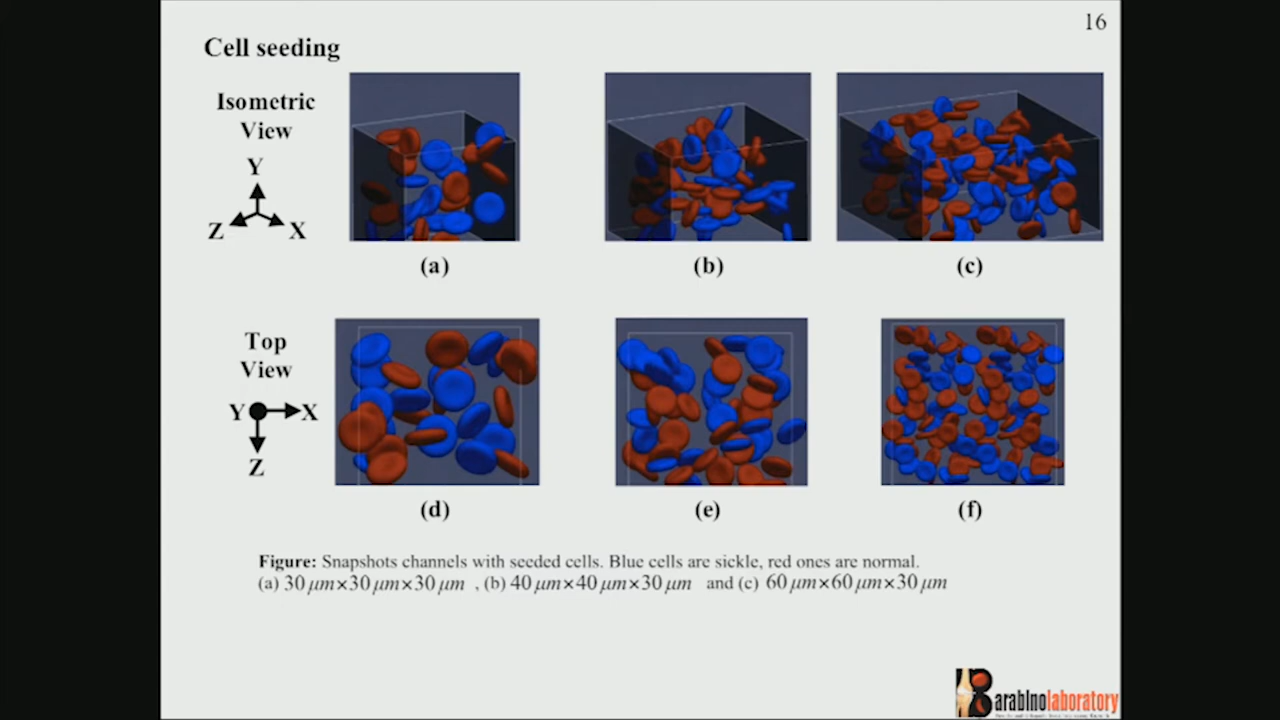 16
Cell seeding
Isometric
View
Y
Z X
(a) (b) (c)
Top
View
Y X
Z
(d) (e) (f)
Figure: Snapshots channels with seeded cells. Blue cells are sickle, red ones are normal.
(a) 30 μm×30 μm×30 μm , (b) 40 μm×40 μm×30 μm and (c) 60 μm×60 μm×30 μm
Barabinolaboratory